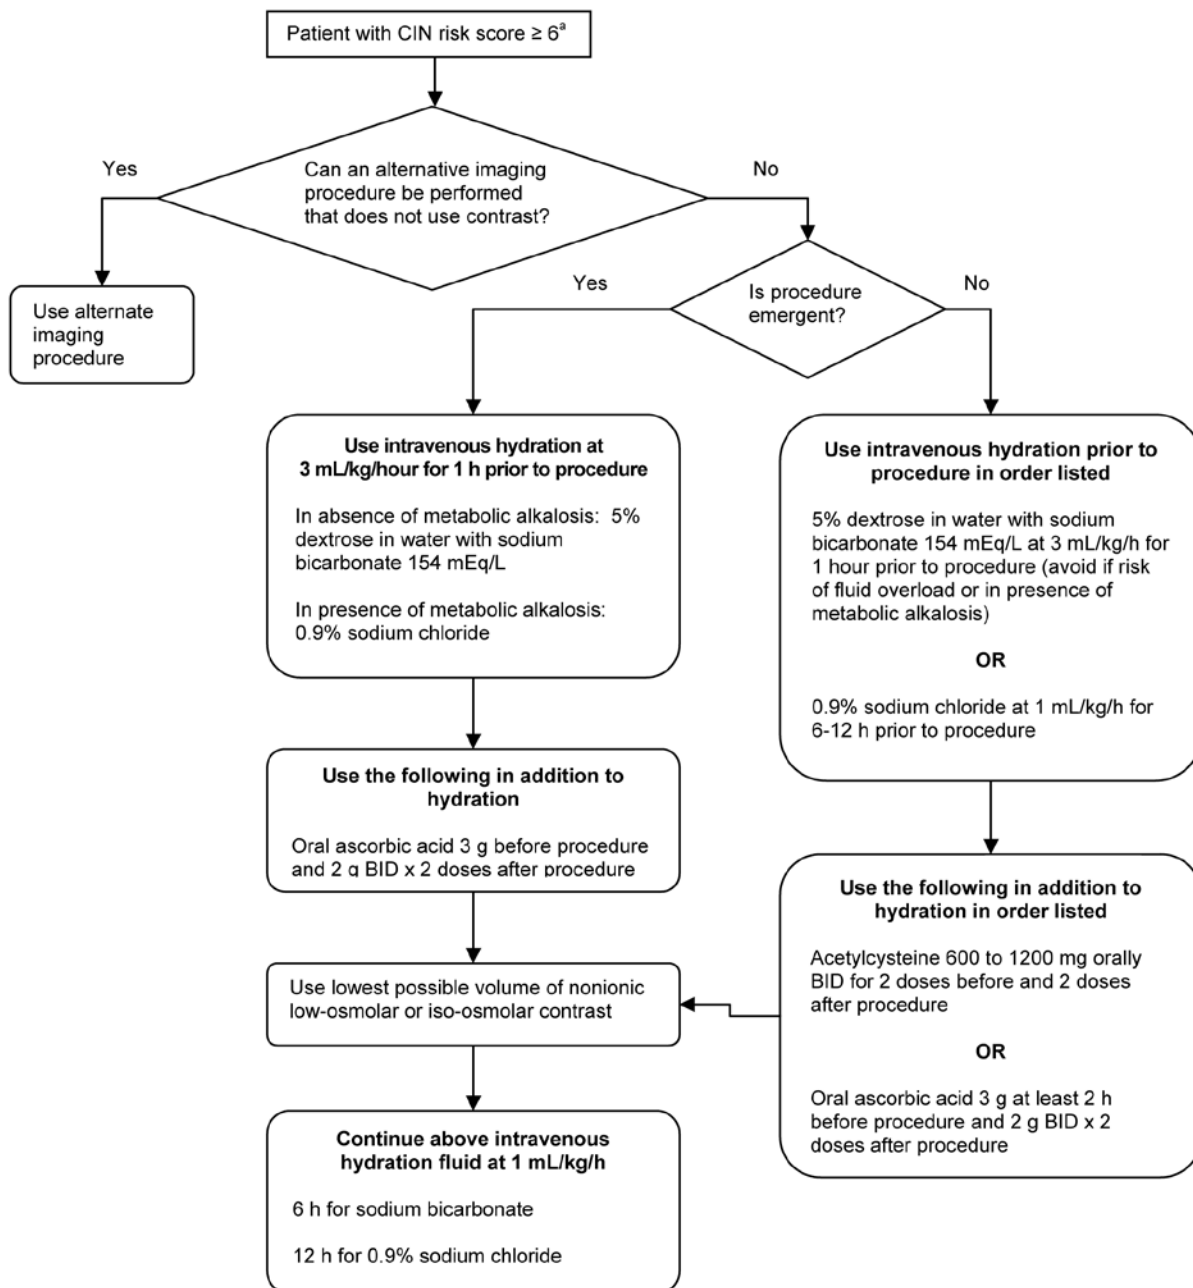 Patient with CIN risk score ≥ 6ª
Yes
Can an alternative imaging
procedure be performed
that does not use contrast?
No
Use alternate
imaging
procedure
Yes
Is procedure
emergent?
No
Use intravenous hydration at
3 mL/kg/hour for 1 h prior to procedure
In absence of metabolic alkalosis: 5%
dextrose in water with sodium
bicarbonate 154 mEq/L
In presence of metabolic alkalosis:
0.9% sodium chloride
Use intravenous hydration prior to
procedure in order listed
5% dextrose in water with sodium
bicarbonate 154 mEq/L at 3 mL/kg/h for
1 hour prior to procedure (avoid if risk
of fluid overload or in presence of
metabolic alkalosis)
OR
0.9% sodium chloride at 1 mL/kg/h for
6-12 h prior to procedure
Use the following in addition to
hydration
Oral ascorbic acid 3 g before procedure
and 2 g BID x 2 doses after procedure
Use the following in addition to
hydration in order listed
Acetylcysteine 600 to 1200 mg orally
BID for 2 doses before and 2 doses
after procedure
OR
Oral ascorbic acid 3 g at least 2 h
before procedure and 2 g BID x 2
doses after procedure
Use lowest possible volume of nonionic
low-osmolar or iso-osmolar contrast
Continue above intravenous
hydration fluid at 1 mL/kg/h
6 h for sodium bicarbonate
12 h for 0.9% sodium chloride